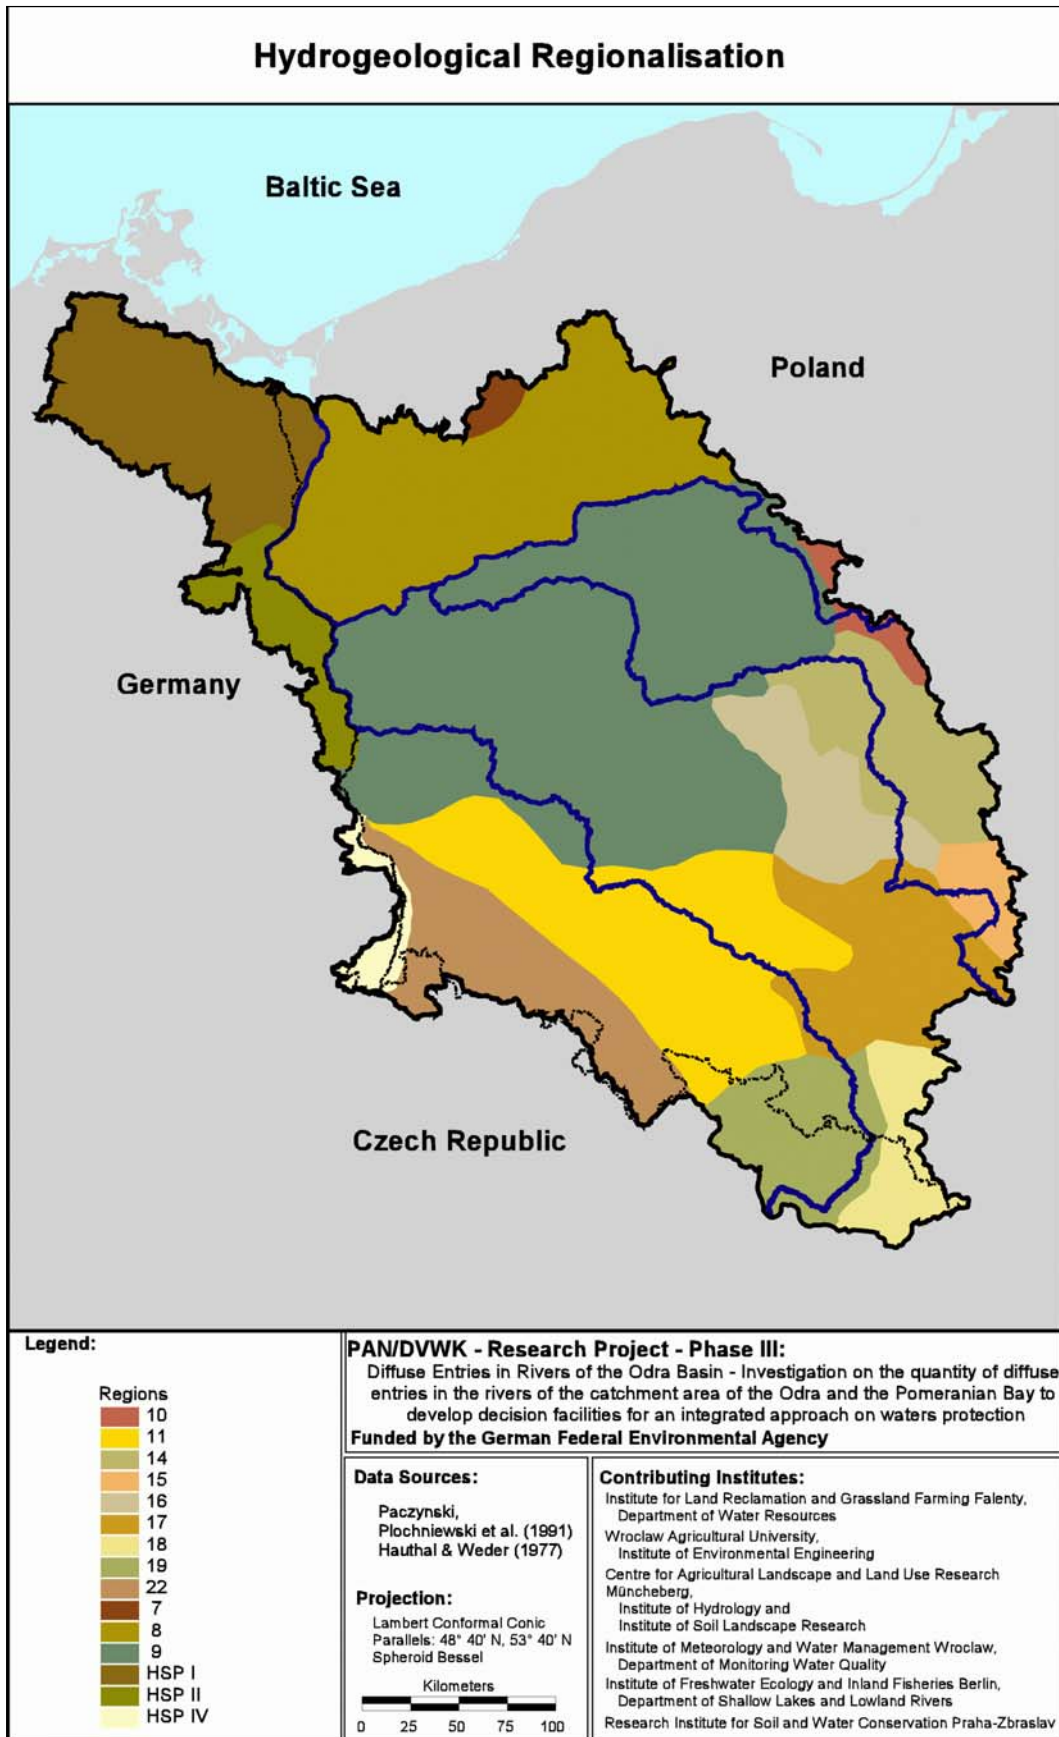 Hydrogeological Regionalisation
Baltic Sea
Poland
Germany
Czech Republic
Legend:
Regions
10
11
14
15
16
17
18
19
22
7
8
9
HSP I
HSP II
HSP IV
PAN/DVWK - Research Project - Phase III:
Diffuse Entries in Rivers of the Odra Basin - Investigation on the quantity of diffuse
entries in the rivers of the catchment area of the Odra and the Pomeranian Bay to
develop decision facilities for an integrated approach on waters protection
Funded by the German Federal Environmental Agency
Data Sources:
Paczynski,
Plochniewski et al. (1991)
Hauthal & Weder (1977)
Projection:
Lambert Conformal Conic
Parallels: 48° 40' N, 53° 40' N
Spheroid Bessel
Kilometers
0 25 50 75 100
Contributing Institutes:
Institute for Land Reclamation and Grassland Farming Falenty,
Department of Water Resources
Wroclaw Agricultural University,
Institute of Environmental Engineering
Centre for Agricultural Landscape and Land Use Research
Müncheberg,
Institute of Hydrology and
Institute of Soil Landscape Research
Institute of Meteorology and Water Management Wroclaw,
Department of Monitoring Water Quality
Institute of Freshwater Ecology and Inland Fisheries Berlin,
Department of Shallow Lakes and Lowland Rivers
Research Institute for Soil and Water Conservation Praha-Zbraslav